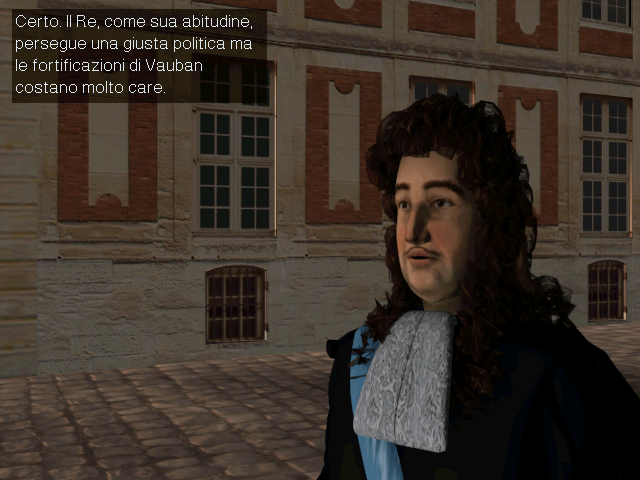 Certo. Il Re, come sua abitudine,
persegue una giusta politica ma
le fortificazioni di Vauban
costano molto care.